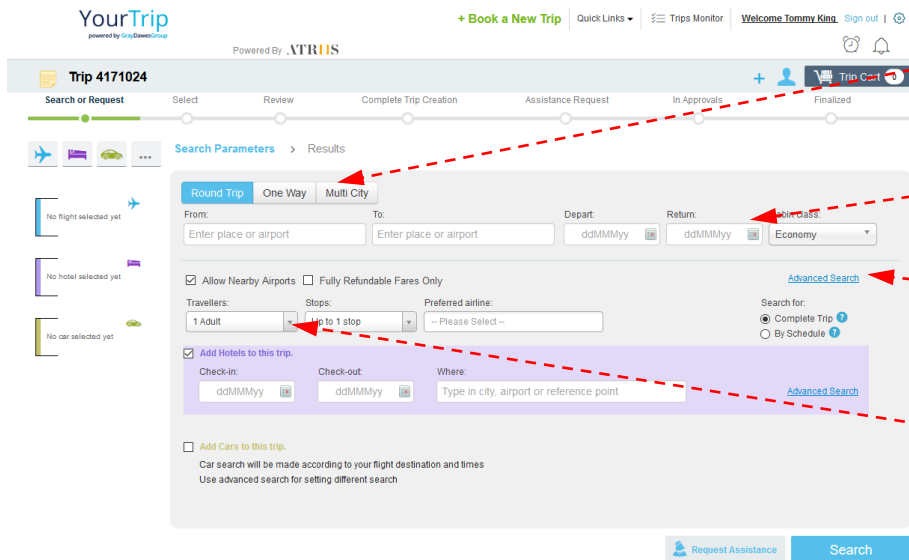 YourTrip
powered by GrayDawesGroup
+ Book a New Trip Quick Links Trips Monitor Welcome Tommy King Sign out |
Powered By ATRIIS
Trip 4171024
+ Trip Cart 0
Search or Request Select Review Complete Trip Creation Assistance Request In Approvals Finalized
... Search Parameters > Results
Round Trip One Way Multi City
From: To: Depart: Return: Cabin class:
Enter place or airport Enter place or airport ddMMMyy ddMMMyy Economy
No flight selected yet
No hotel selected yet
No car selected yet
Allow Nearby Airports Fully Refundable Fares Only Advanced Search
Travellers: Stops: Preferred airline: Search for:
1 Adult Up to 1 stop -- Please Select -- Complete Trip ?
By Schedule ?
Add Hotels to this trip.
Check-in: Check-out: Where:
ddMMMyy ddMMMyy Type in city, airport or reference point Advanced Search
Add Cars to this trip.
Car search will be made according to your flight destination and times
Use advanced search for setting different search
Request Assistance Search